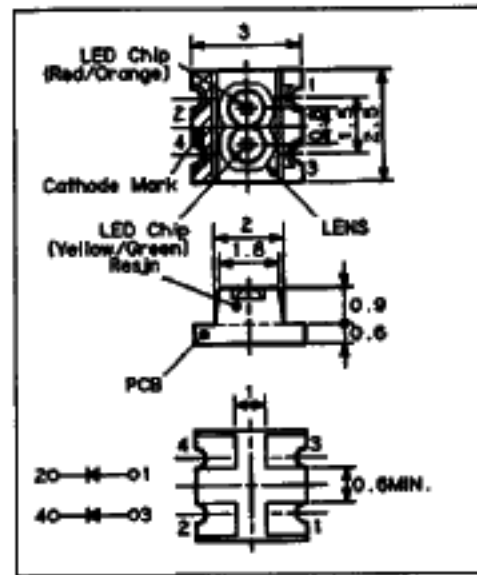 3
LED Chip
(Red/Orange)
1
2
4
3
Cathode Mark
LED Chip
(Yellow/Green)
Resin
LENS
2
1.8
0.9
0.6
PCB
1
4
3
2
1
0.6MIN.
2
1
4
3